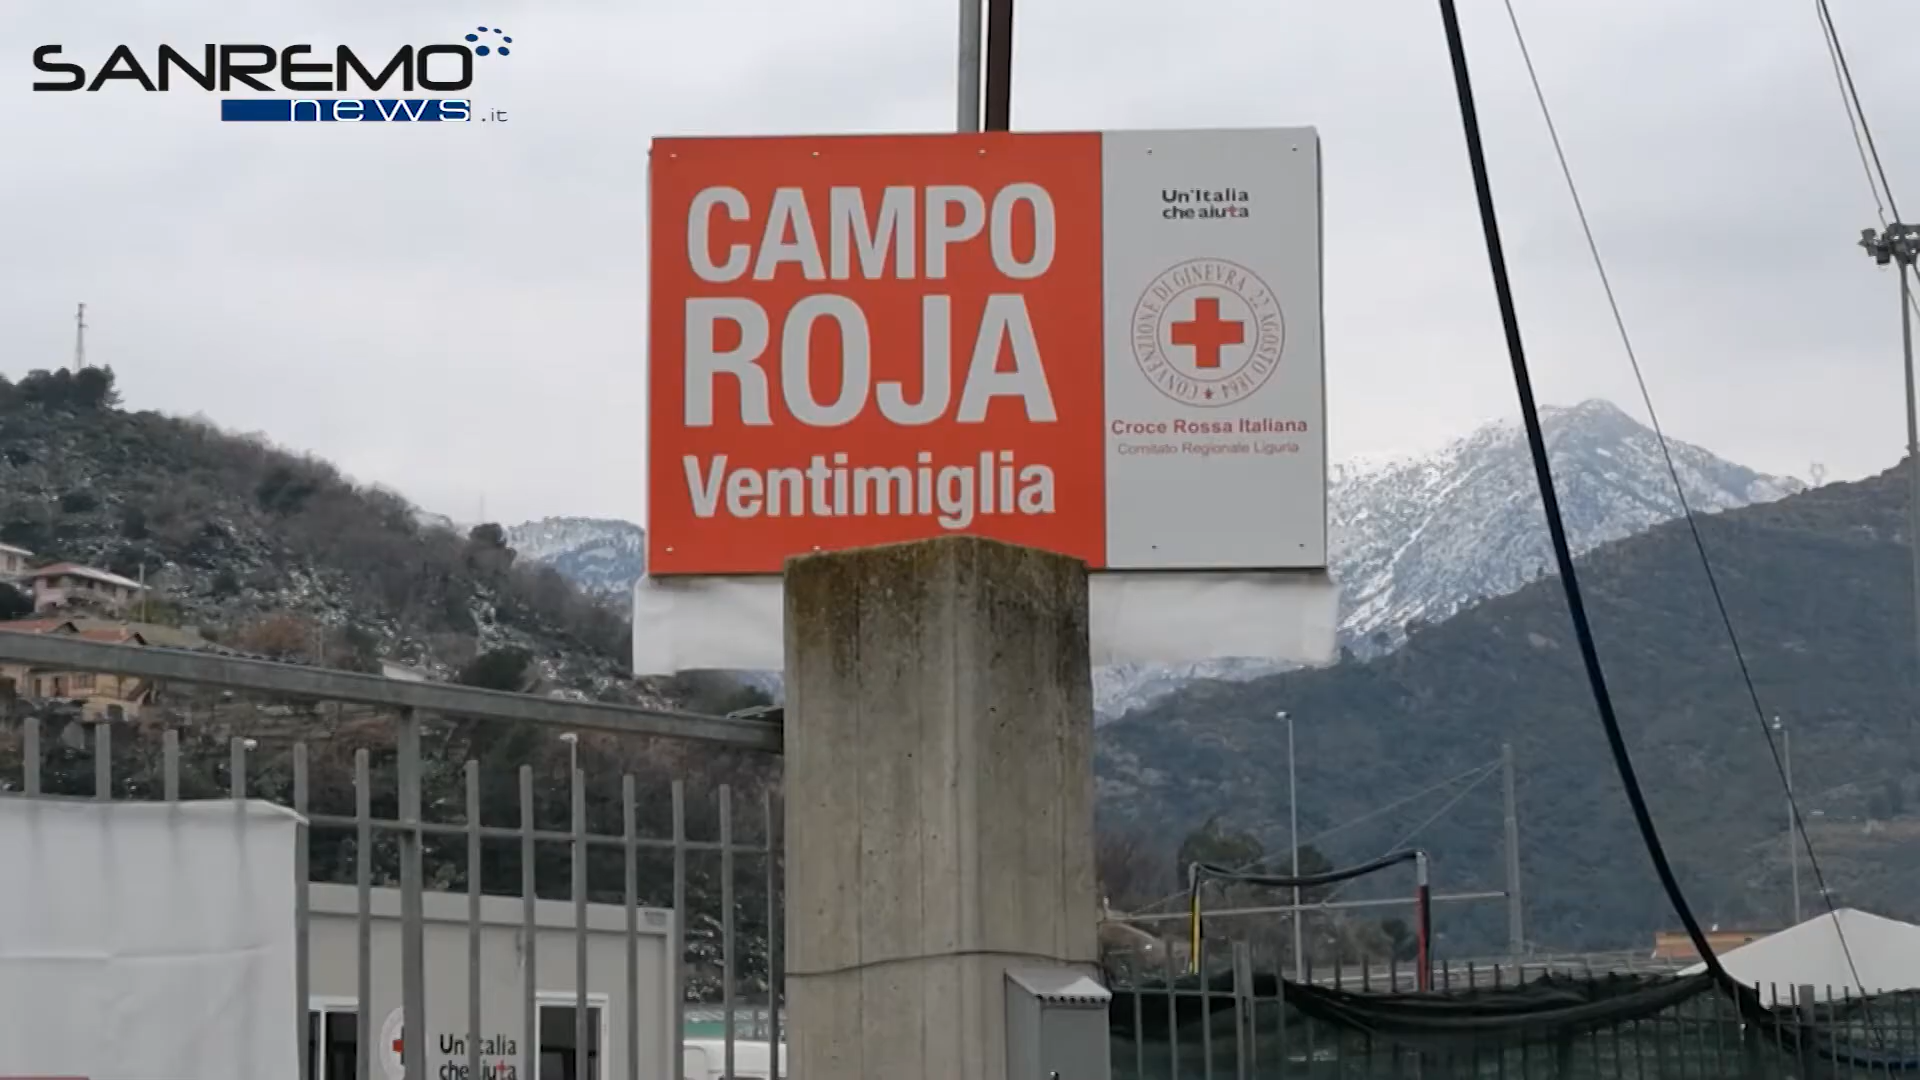 SANREMO
news.it
CAMPO
ROJA
Ventimiglia
Un'Italia
che aiuta
CONVENZIONE DI GINEVRA 22 AGOSTO 1864
Croce Rossa Italiana
Comitato Regionale Liguria
Un'Italia
che aiuta